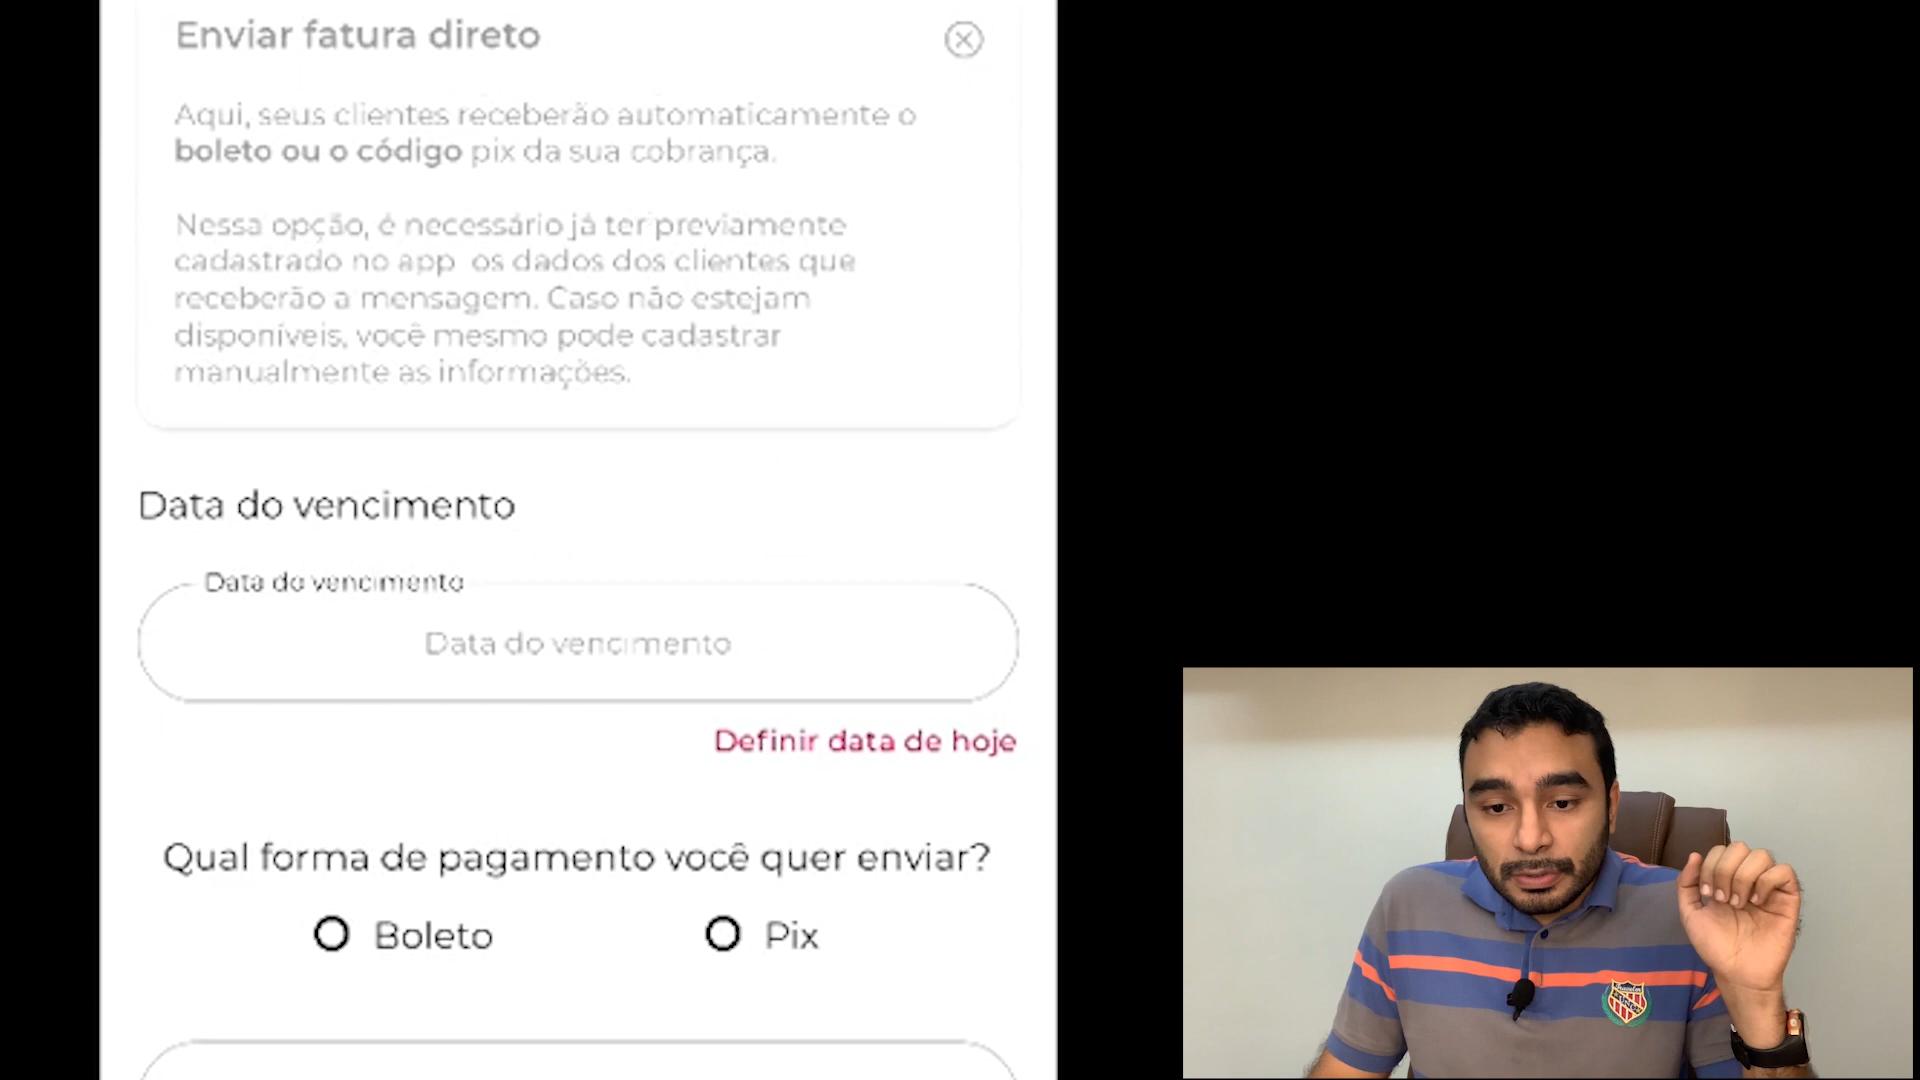 Enviar fatura direto
Aqui, seus clientes receberão automaticamente o
boleto ou o código pix da sua cobrança.
Nessa opção, é necessário já ter previamente
cadastrado no app os dados dos clientes que
receberão a mensagem. Caso não estejam
disponíveis, você mesmo pode cadastrar
manualmente as informações.
Data do vencimento
Data do vencimento
Data do vencimento
Definir data de hoje
Qual forma de pagamento você quer enviar?
Boleto Pix